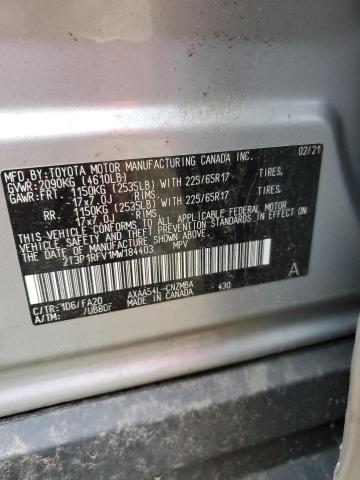 MFD. BY: TOYOTA MOTOR MANUFACTURING CANADA INC. 02/21
GVWR: 2090KG (4610LB)
GAWR: FRT 1150KG (2535LB) WITH 225/65R17 TIRES,
17x7.0J RIMS
RR 1150KG (2535LB) WITH 225/65R17 TIRES,
17x7.0J RIMS
THIS VEHICLE CONFORMS TO ALL APPLICABLE FEDERAL MOTOR
VEHICLE SAFETY STANDARDS IN EFFECT ON
THE DATE OF MANUFACTURE SHOWN ABOVE.
2T3P1RFV1MW184403 MPV
A
C/TR: 1D6/FA20 AXAA54L-CNZMBA 430
A/TM: /UB80F MADE IN CANADA